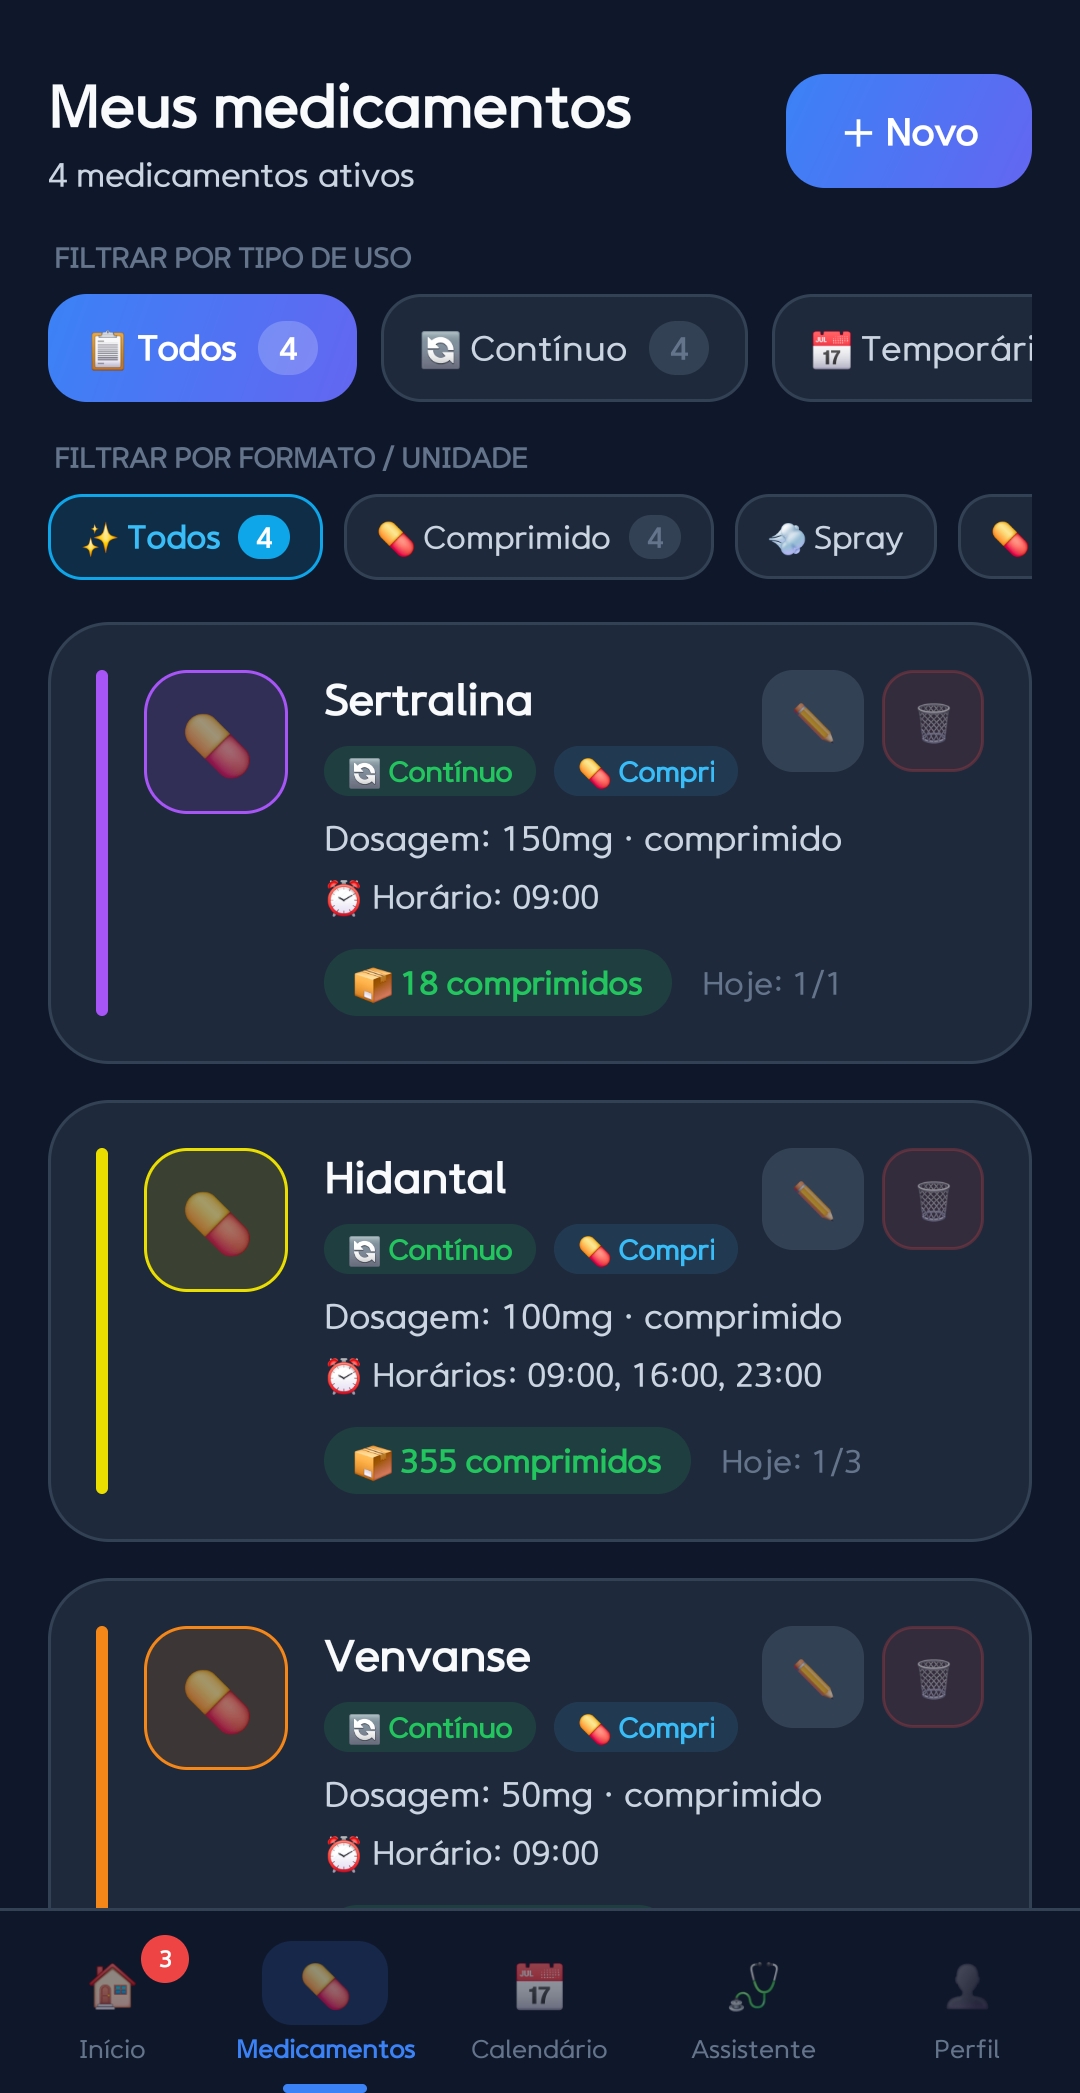 Meus medicamentos
+ Novo
4 medicamentos ativos
FILTRAR POR TIPO DE USO
Todos 4
Contínuo 4
Temporári
FILTRAR POR FORMATO / UNIDADE
Todos 4
Comprimido 4
Spray
Sertralina
Contínuo
Compri
Dosagem: 150mg · comprimido
Horário: 09:00
18 comprimidos
Hoje: 1/1
Hidantal
Contínuo
Compri
Dosagem: 100mg · comprimido
Horários: 09:00, 16:00, 23:00
355 comprimidos
Hoje: 1/3
Venvanse
Contínuo
Compri
Dosagem: 50mg · comprimido
Horário: 09:00
3
Início
Medicamentos
Calendário
Assistente
Perfil